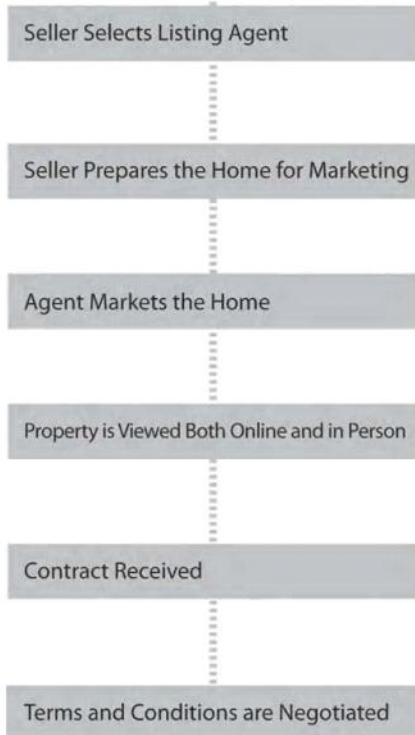 Seller Selects Listing Agent
Seller Prepares the Home for Marketing
Agent Markets the Home
Property is Viewed Both Online and in Person
Contract Received
Terms and Conditions are Negotiated